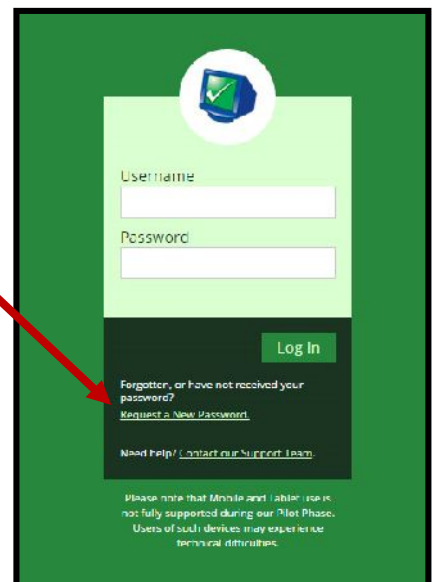 Username
Password
Log In
Forgotten, or have not received your
password?
Request a New Password.
Need help? Contact our Support Team.
Please note that Mobile and Tablet use is
not fully supported during our Pilot Phase.
Users of such devices may experience
technical difficulties.